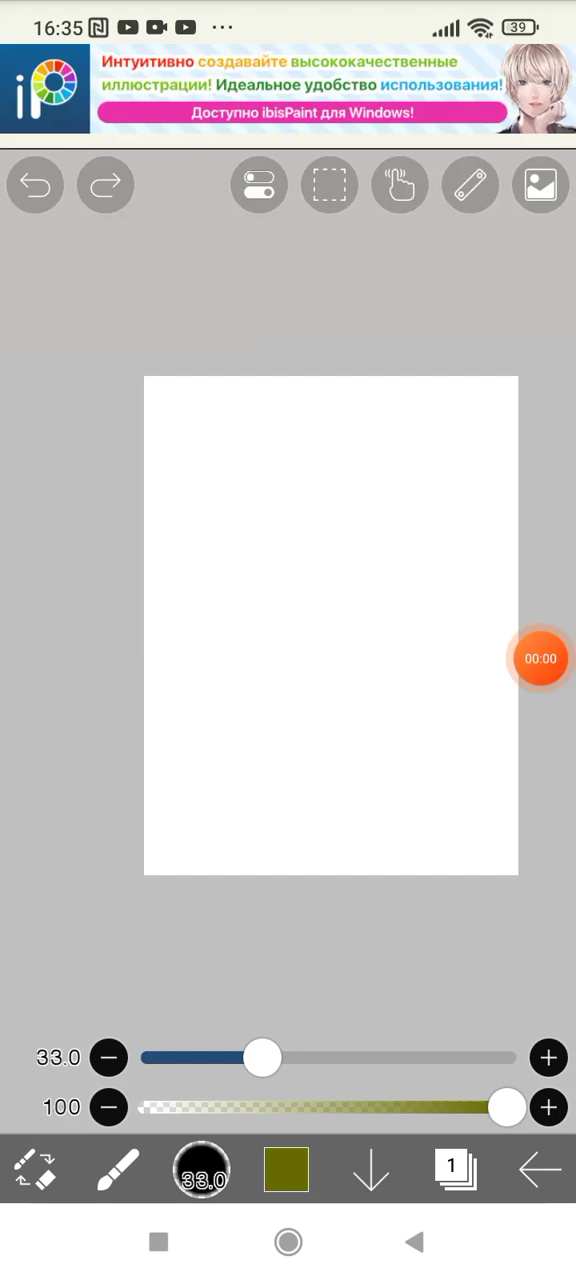 16:35
39
Интуитивно создавайте высококачественные
иллюстрации! Идеальное удобство использования!
Доступно ibisPaint для Windows!
iP
00:00
33.0
100
33.0
1